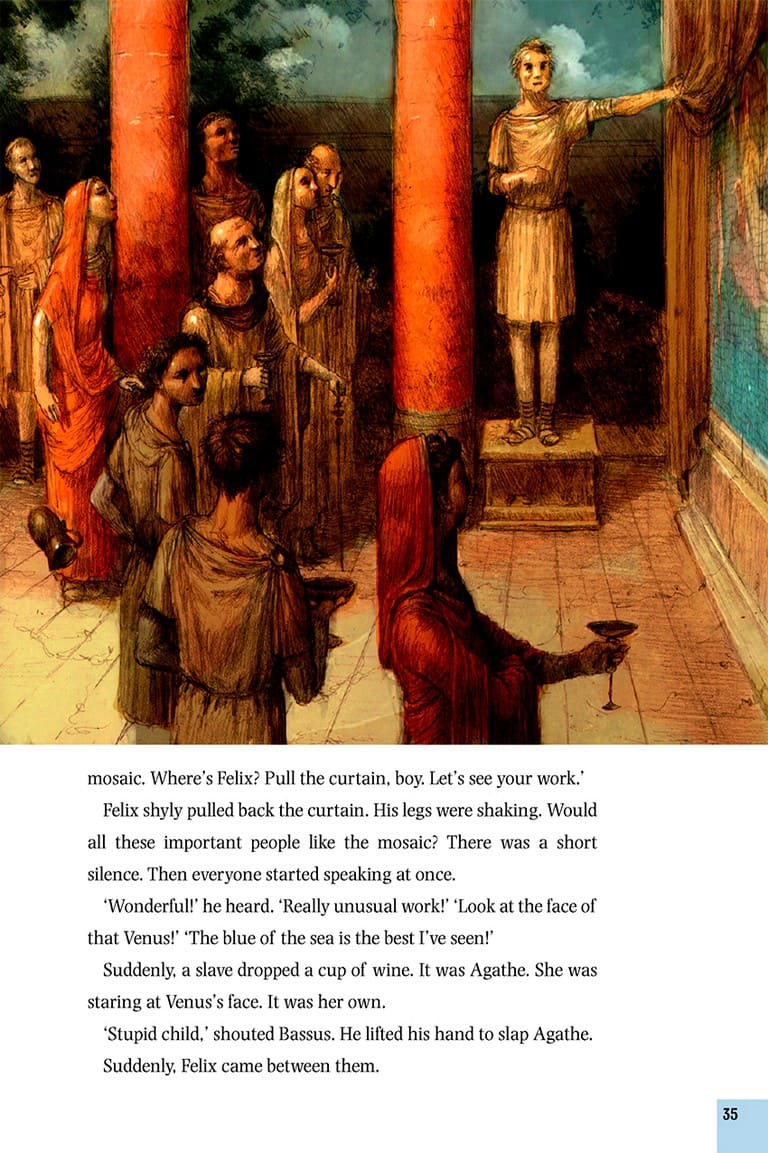 mosaic. Where’s Felix? Pull the curtain, boy. Let’s see your work.’
Felix shyly pulled back the curtain. His legs were shaking. Would
all these important people like the mosaic? There was a short
silence. Then everyone started speaking at once.
‘Wonderful!’ he heard. ‘Really unusual work!’ ‘Look at the face of
that Venus!’ ‘The blue of the sea is the best I’ve seen!’
Suddenly, a slave dropped a cup of wine. It was Agathe. She was
staring at Venus’s face. It was her own.
‘Stupid child,’ shouted Bassus. He lifted his hand to slap Agathe.
Suddenly, Felix came between them.
35